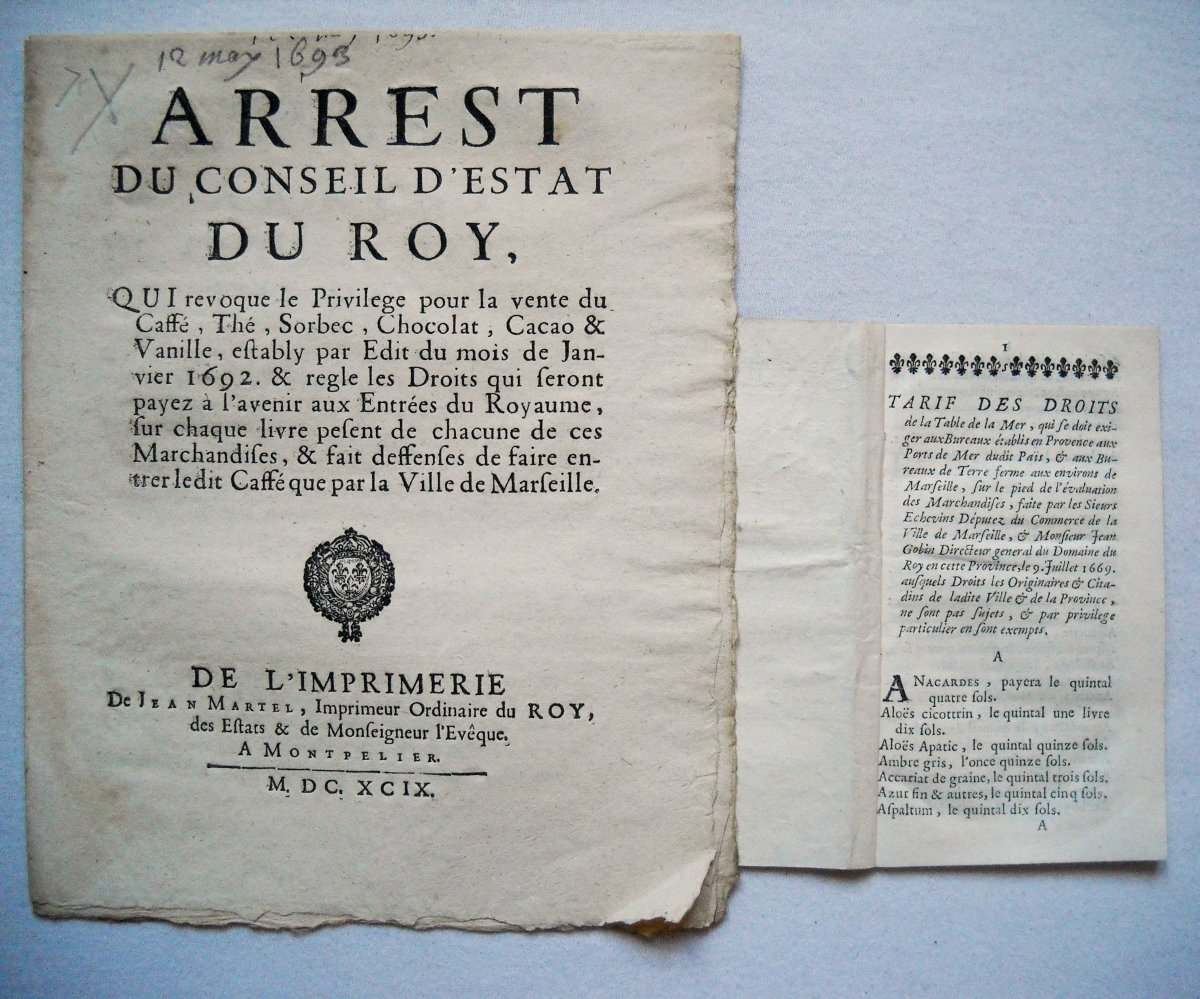 12 may 1693
ARREST
DU CONSEIL D'ESTAT
DU ROY,
QUI revoque le Privilege pour la vente du
Caffé, Thé, Sorbec, Chocolat, Cacao &
Vanille, eſtably par Edit du mois de Jan-
vier 1692. & regle les Droits qui ſeront
payez à l'avenir aux Entrées du Royaume,
ſur chaque livre peſent de chacune de ces
Marchandiſes, & fait deffenſes de faire en-
trer ledit Caffé que par la Ville de Marſeille.
DE L'IMPRIMERIE
De JEAN MARTEL, Imprimeur Ordinaire du ROY,
des Eſtats & de Monſeigneur l'Evêque.
A MONTPELIER.
M. DC. XCIX.
1
TARIF DES DROITS
de la Table de la Mer, qui ſe doit exi-
ger aux Bureaux établis en Provence aux
Ports de Mer dudit Païs, & aux Bu-
reaux de Terre ferme aux environs de
Marſeille, ſur le pied de l'évaluation
des Marchandiſes, faite par les Sieurs
Echevins Députez du Commerce de la
Ville de Marſeille, & Monſieur Jean
Gobin Directeur general du Domaine du
Roy en cette Province, le 9. Juillet 1669.
auſquels Droits les Originaires & Cita-
dins de ladite Ville & de la Province,
ne ſont pas ſujets, & par privilege
particulier en ſont exempts.
A
ANACARDES, payera le quintal
quatre ſols.
Aloës cicottrin, le quintal une livre
dix ſols.
Aloës Apatic, le quintal quinze ſols.
Ambre gris, l'once quinze ſols.
Accariat de graine, le quintal trois ſols.
Azur fin & autres, le quintal cinq ſols.
Aſpaltum, le quintal dix ſols.
A